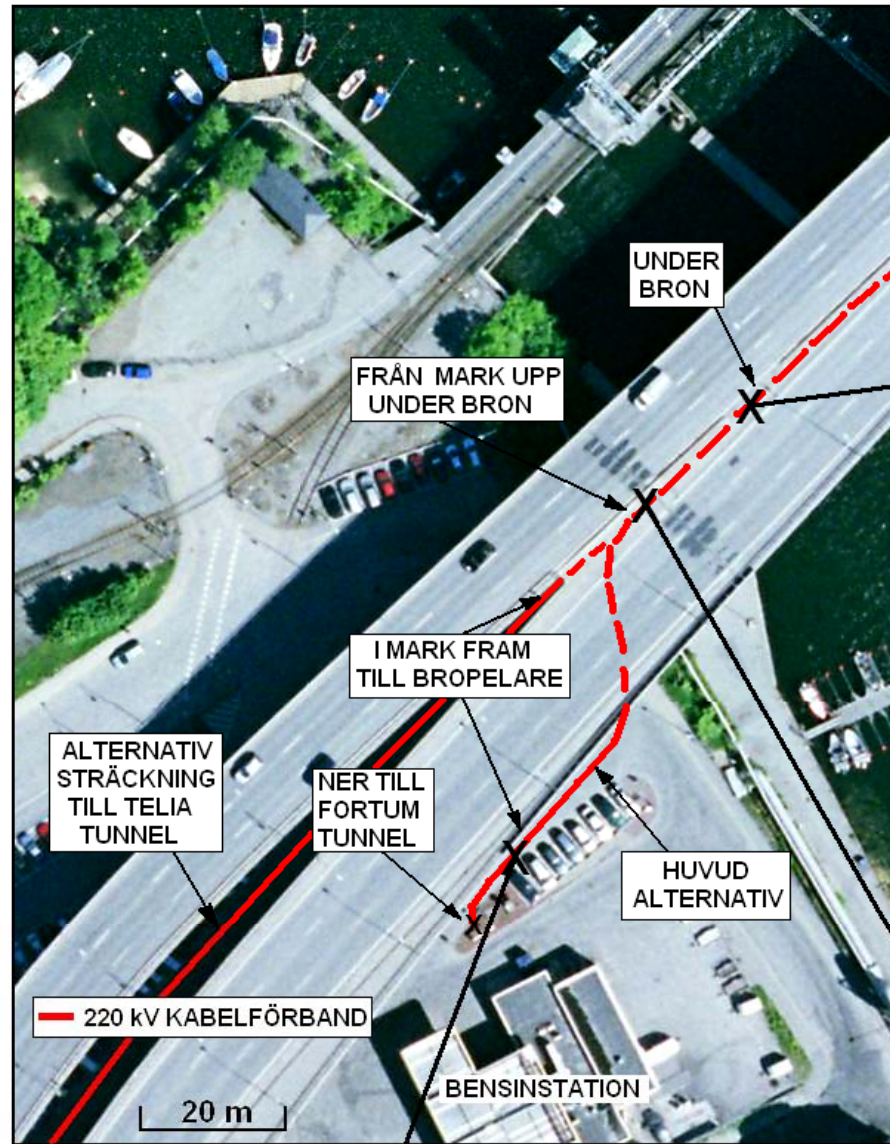 UNDER
BRON
FRÅN MARK UPP
UNDER BRON
I MARK FRAM
TILL BROPELARE
ALTERNATIV
STRÄCKNING
TILL TELIA
TUNNEL
NER TILL
FORTUM
TUNNEL
HUVUD
ALTERNATIV
220 kV KABELFÖRBAND
BENSINSTATION
20 m